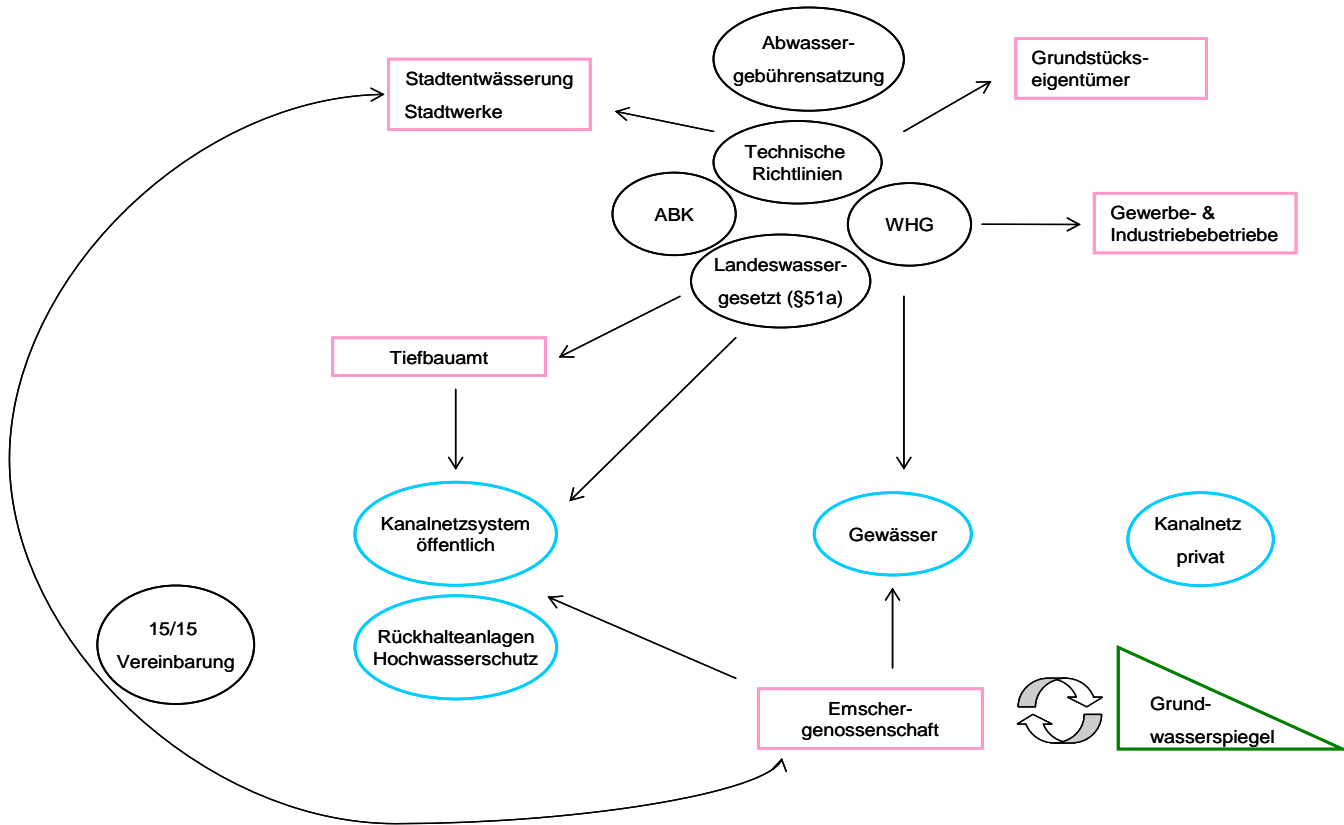 Abwasser-
gebührensatzung
Grundstücks-
eigentümer
Stadtentwässerung
Stadtwerke
Technische
Richtlinien
ABK
WHG
Gewerbe- &
Industriebebetriebe
Landeswasser-
gesetzt (§51a)
Tiefbauamt
Kanalnetzsystem
öffentlich
Gewässer
Kanalnetz
privat
15/15
Vereinbarung
Rückhalteanlagen
Hochwasserschutz
Emscher-
genossenschaft
Grund-
wasserspiegel